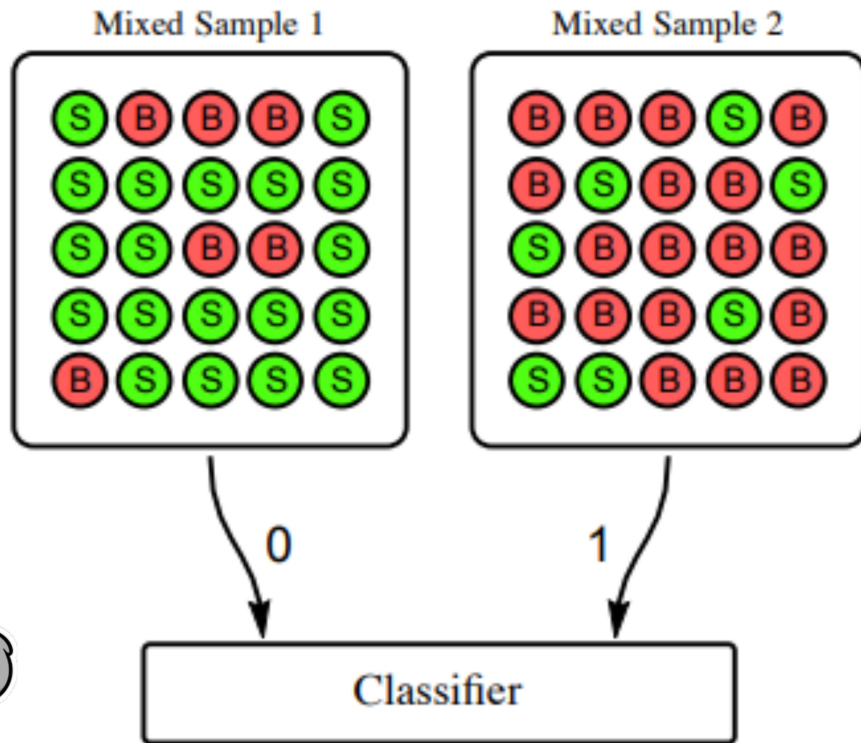 Mixed Sample 1
Mixed Sample 2
S B B B S
B B B S B
S S S S S
B S B B S
S S B B S
S B B B B
S S S S S
B B B S B
B S S S S
S S B B B
0
1
Classifier